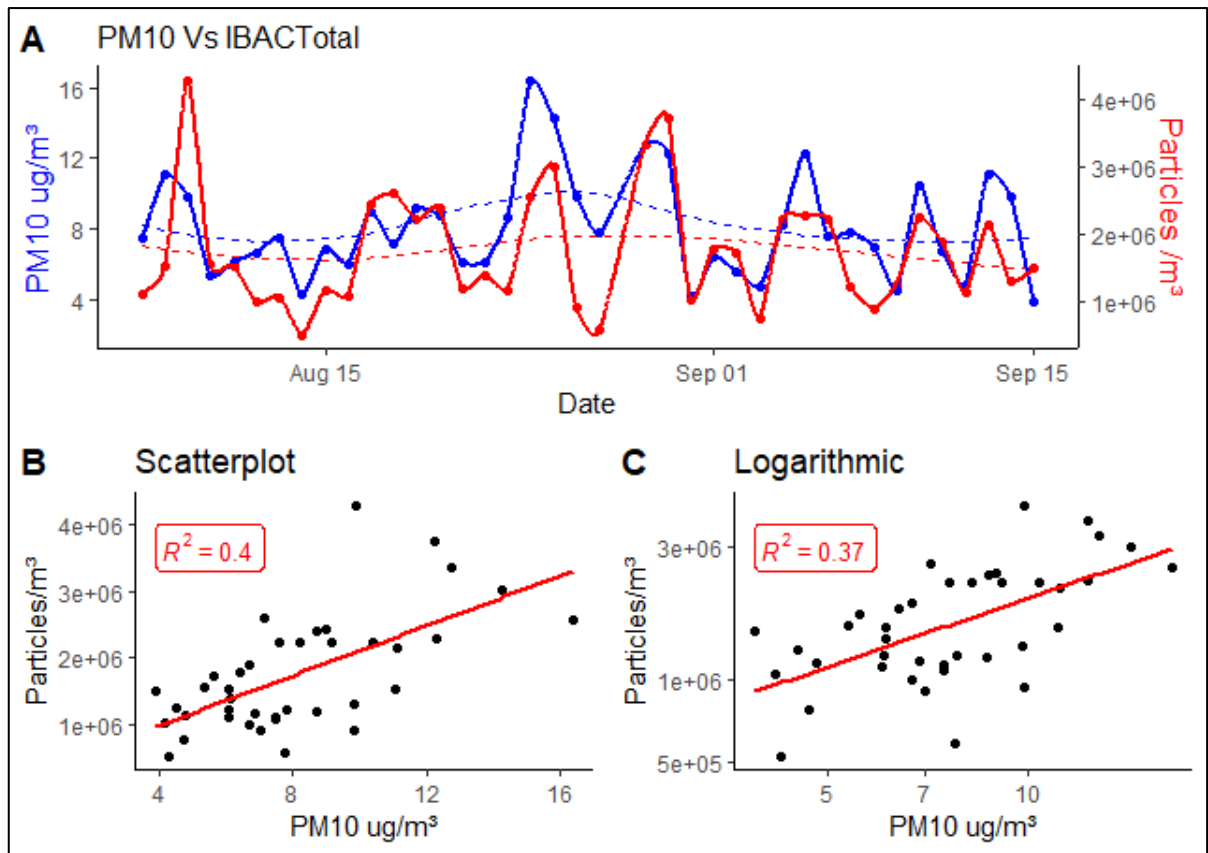 A PM10 Vs IBACTotal
PM10 ug/m³
16
12
8
4
4e+06
3e+06
2e+06
1e+06
Particles /m³
Aug 15
Sep 01
Sep 15
Date
B Scatterplot
Particles/m³
4e+06
3e+06
2e+06
1e+06
R² = 0.4
4
8
12
16
PM10 ug/m³
C Logarithmic
Particles/m³
3e+06
1e+06
5e+05
R² = 0.37
5
7
10
PM10 ug/m³